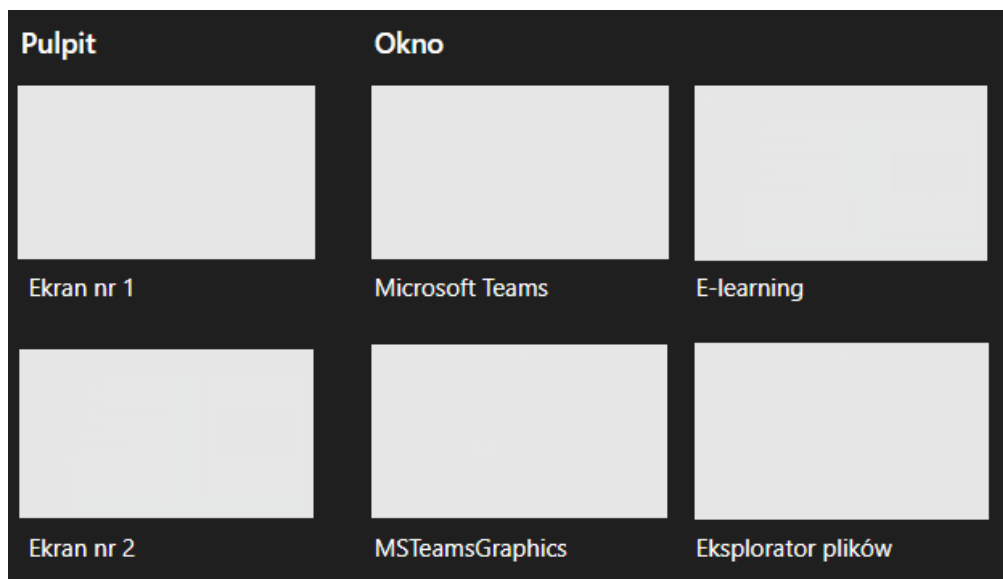 Pulpit
Okno
Ekran nr 1
Microsoft Teams
E-learning
Ekran nr 2
MSTeamsGraphics
Eksplorator plików